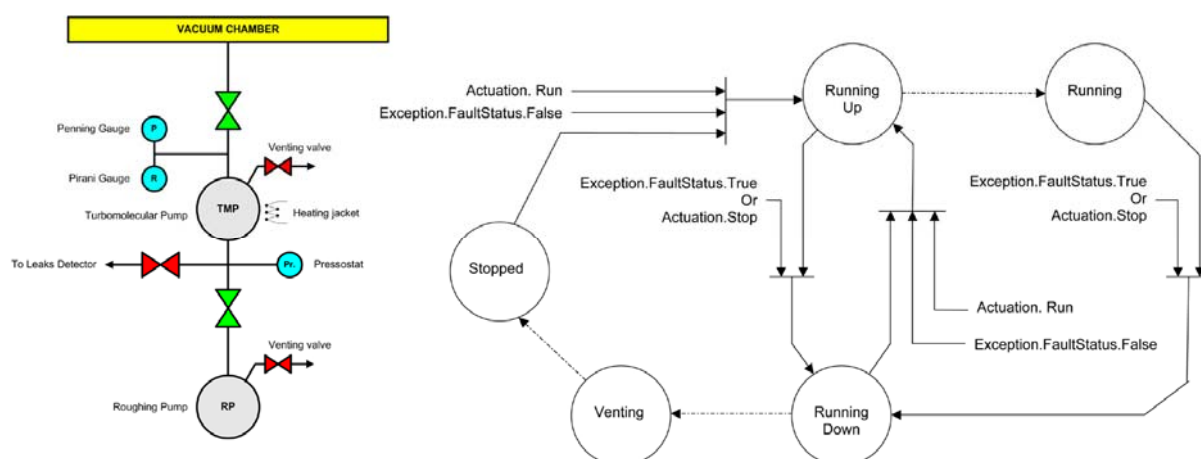 VACUUM CHAMBER
Penning Gauge
P
Pirani Gauge
R
Venting valve
Turbomolecular Pump
TMP
Heating jacket
To Leaks Detector
Pr.
Pressostat
Venting valve
Roughing Pump
RP
Actuation. Run
Exception.FaultStatus.False
Running
Up
Running
Exception.FaultStatus.True
Or
Actuation.Stop
Exception.FaultStatus.True
Or
Actuation.Stop
Stopped
Actuation. Run
Exception.FaultStatus.False
Venting
Running
Down